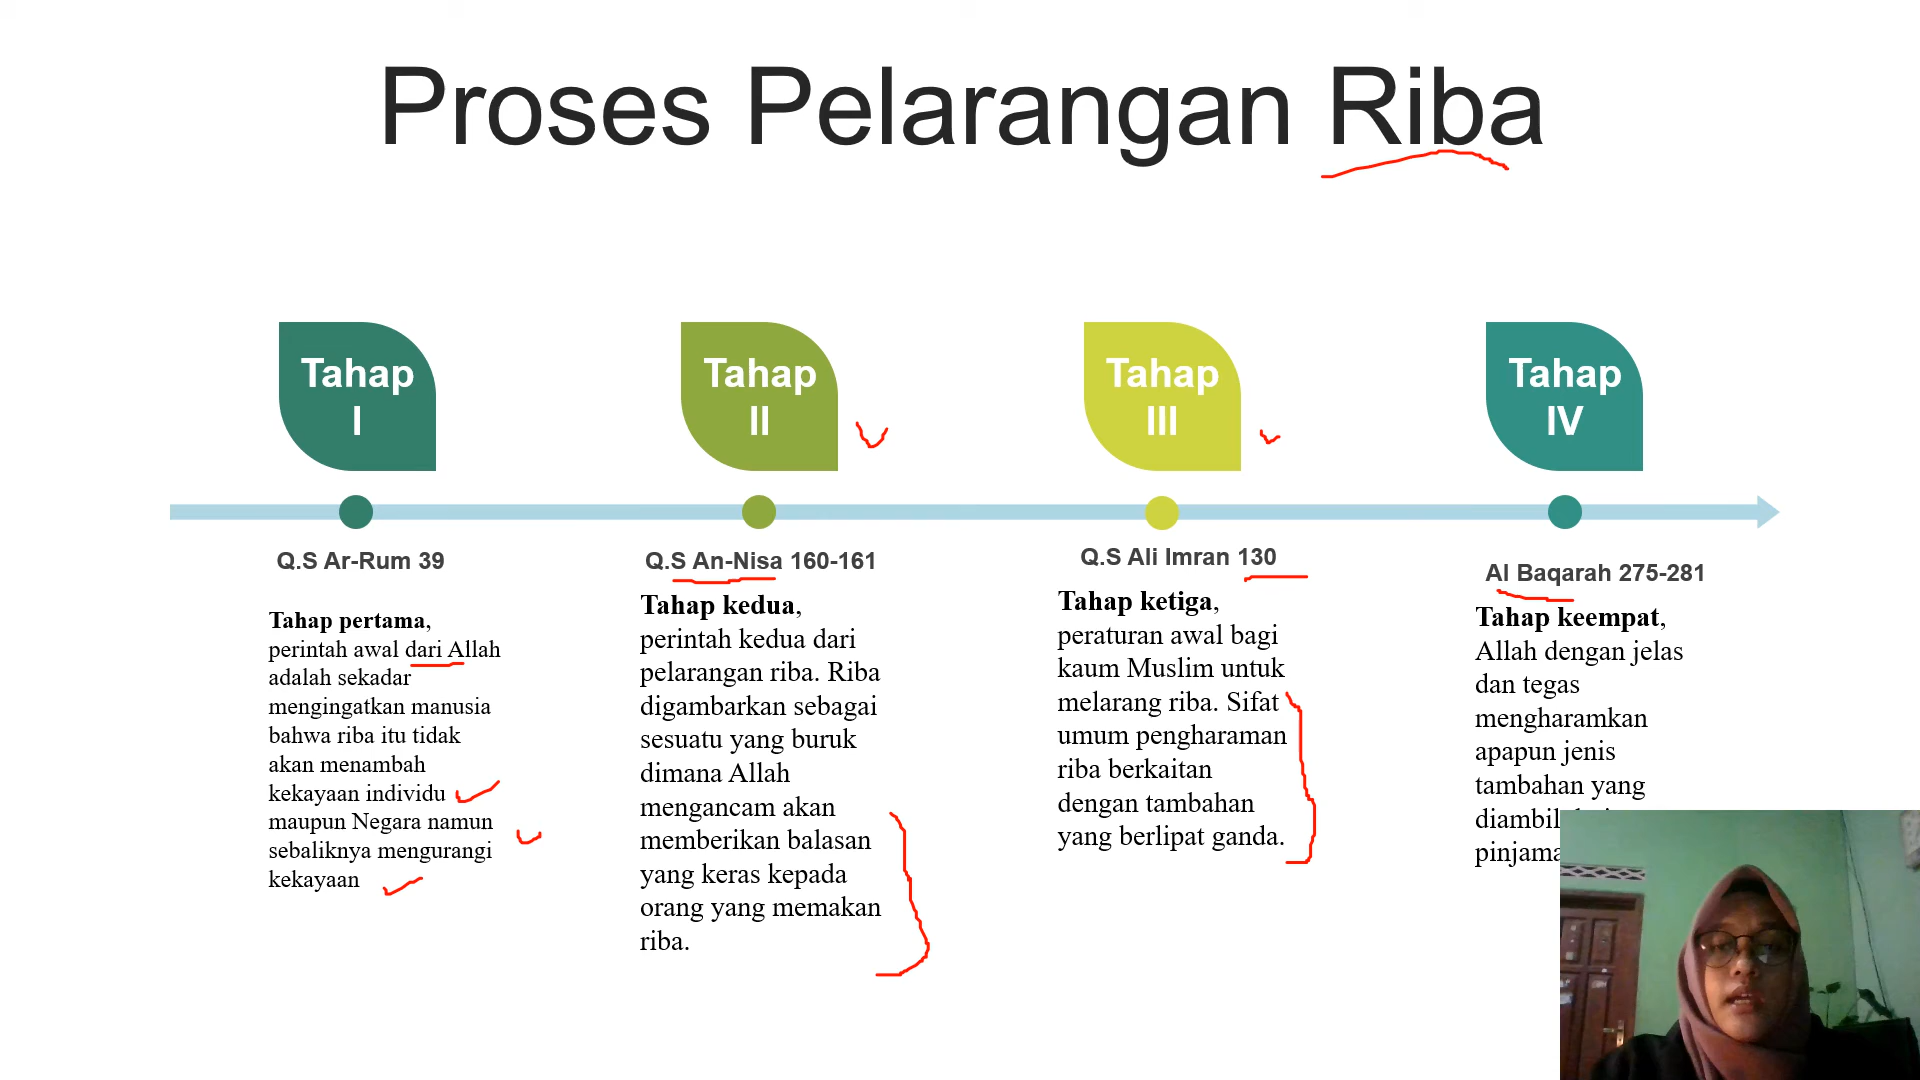 Proses Pelarangan Riba
Tahap
I
Tahap
II
Tahap
III
Tahap
IV
Q.S Ar-Rum 39
Tahap pertama,
perintah awal dari Allah
adalah sekadar
mengingatkan manusia
bahwa riba itu tidak
akan menambah
kekayaan individu
maupun Negara namun
sebaliknya mengurangi
kekayaan
Q.S An-Nisa 160-161
Tahap kedua,
perintah kedua dari
pelarangan riba. Riba
digambarkan sebagai
sesuatu yang buruk
dimana Allah
mengancam akan
memberikan balasan
yang keras kepada
orang yang memakan
riba.
Q.S Ali Imran 130
Tahap ketiga,
peraturan awal bagi
kaum Muslim untuk
melarang riba. Sifat
umum pengharaman
riba berkaitan
dengan tambahan
yang berlipat ganda.
Al Baqarah 275-281
Tahap keempat,
Allah dengan jelas
dan tegas
mengharamkan
apapun jenis
tambahan yang
diambil